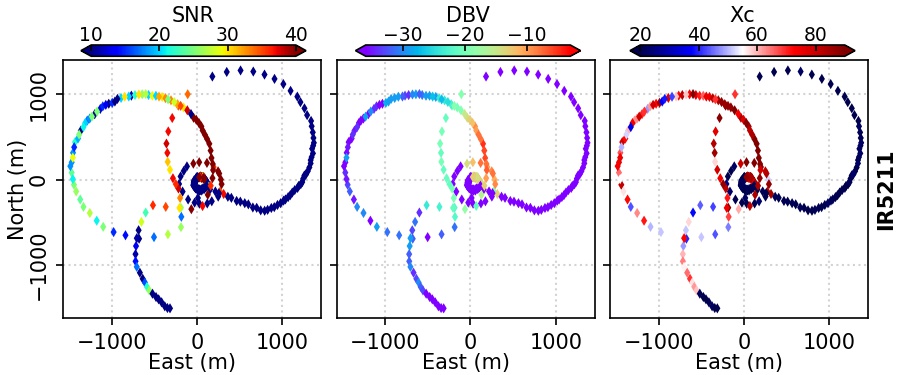 SNR DBV Xc
10 20 30 40 −30 −20 −10 20 40 60 80
North (m)
1000
0
−1000
−1000 0 1000 −1000 0 1000 −1000 0 1000
East (m) East (m) East (m)
IR5211